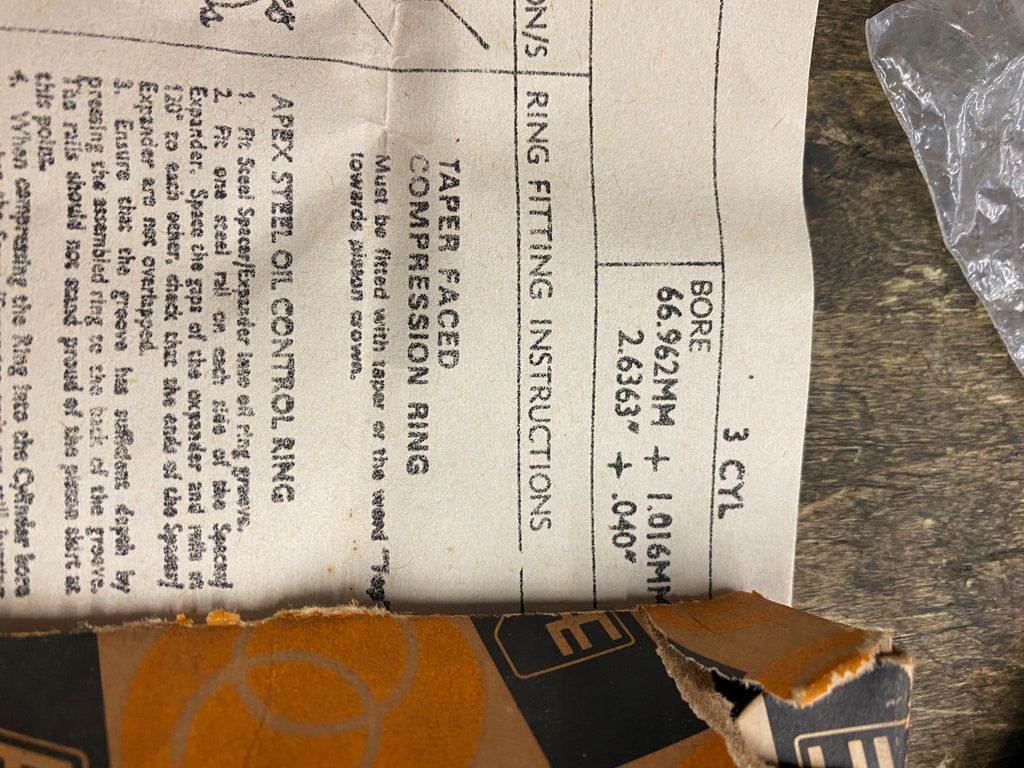 3 CYL
BORE
66.962MM + 1.016MM
2.6363" + .040"
ON/S
RING FITTING INSTRUCTIONS
TAPER FACED
COMPRESSION RING
Must be fitted with taper or the word "Top"
towards piston crown.
APEX STEEL OIL CONTROL RING
1. Fit Steel Spacer/Expander into oil ring groove.
2. Fit one steel rail on each side of the Spacer/
Expander. Space the gaps of the expander and rails at
120° to each other, check that the ends of the Spacer/
Expander are not overlapped.
3. Ensure that the groove has sufficient depth by
pressing the assembled ring to the back of the groove.
The rails should not stand proud of the piston skirt at
this point.
4. When compressing the Ring into the Cylinder bore